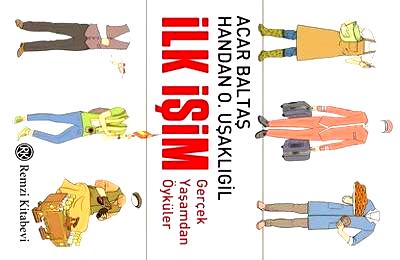 ACAR BALTAŞ
HANDAN O. UŞAKLIGİL
İLK İŞİM
Gerçek
Yaşamdan
Öyküler
Remzi Kitabevi